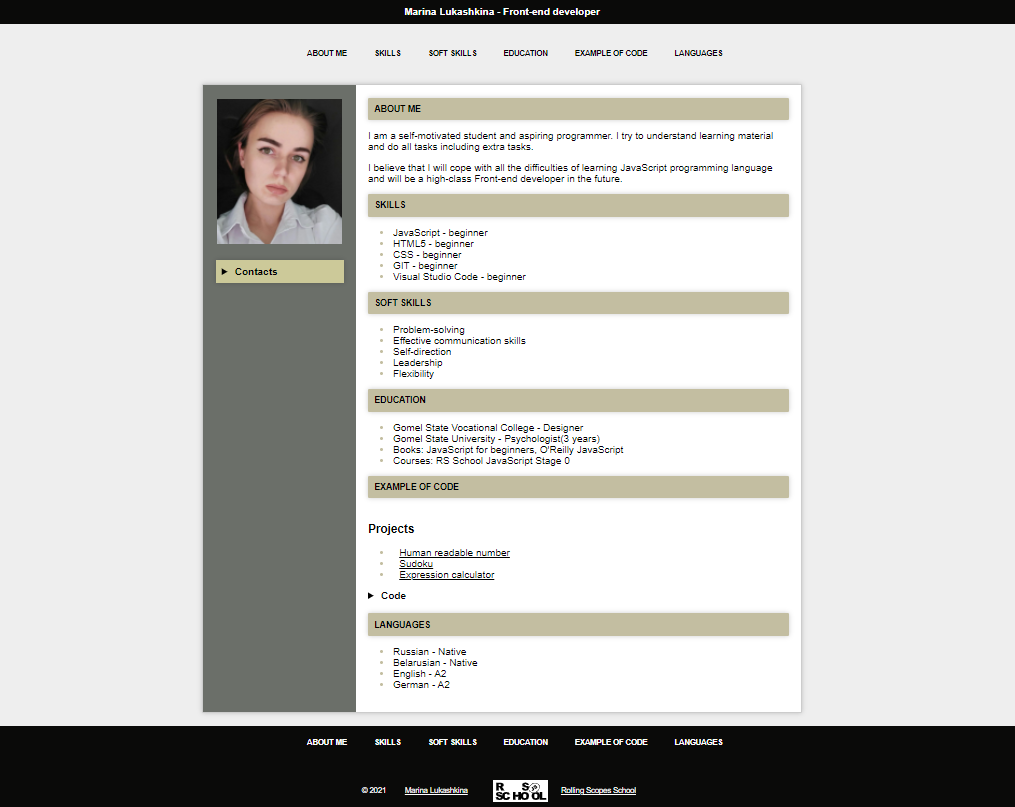 Marina Lukashkina - Front-end developer
ABOUT ME SKILLS SOFT SKILLS EDUCATION EXAMPLE OF CODE LANGUAGES
Contacts
ABOUT ME
I am a self-motivated student and aspiring programmer. I try to understand learning material
and do all tasks including extra tasks.
I believe that I will cope with all the difficulties of learning JavaScript programming language
and will be a high-class Front-end developer in the future.
SKILLS
JavaScript - beginner
HTML5 - beginner
CSS - beginner
GIT - beginner
Visual Studio Code - beginner
SOFT SKILLS
Problem-solving
Effective communication skills
Self-direction
Leadership
Flexibility
EDUCATION
Gomel State Vocational College - Designer
Gomel State University - Psychologist(3 years)
Books: JavaScript for beginners, O'Reilly JavaScript
Courses: RS School JavaScript Stage 0
EXAMPLE OF CODE
Projects
Human readable number
Sudoku
Expression calculator
Code
LANGUAGES
Russian - Native
Belarusian - Native
English - A2
German - A2
ABOUT ME SKILLS SOFT SKILLS EDUCATION EXAMPLE OF CODE LANGUAGES
© 2021 Marina Lukashkina RS SCHOOL Rolling Scopes School